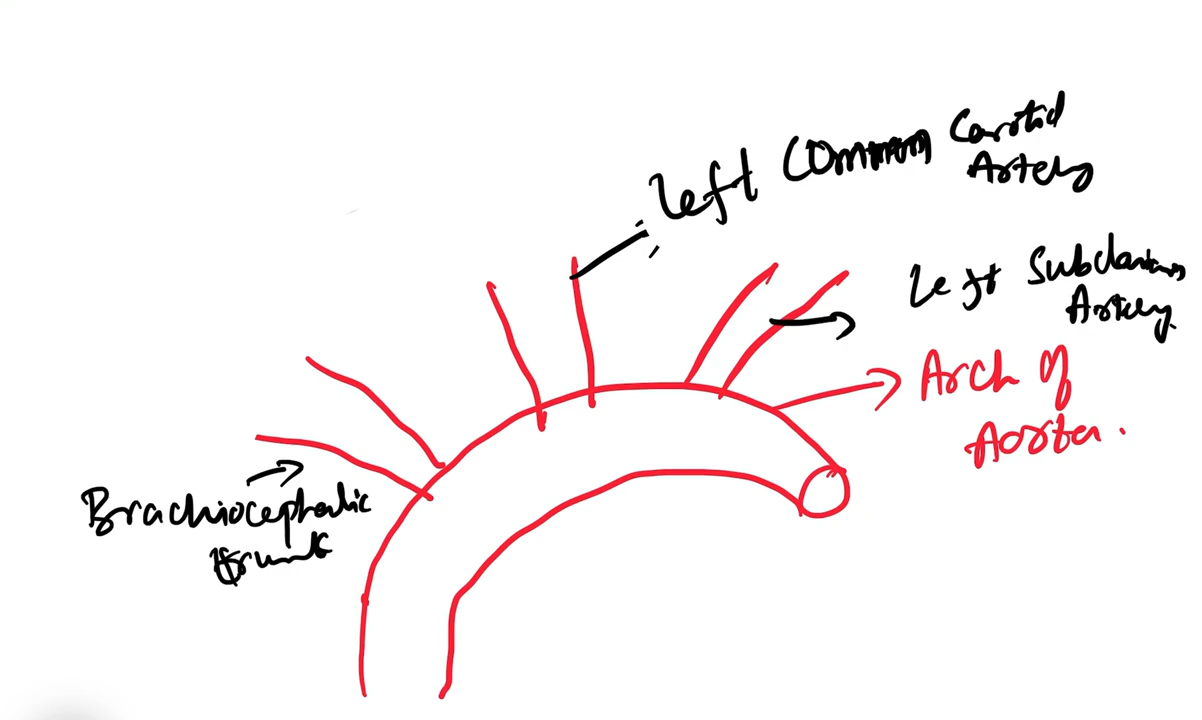 Left Common Carotid
Artery
Left Subclavian
Artery
Arch of
Aorta.
Brachiocephalic
trunk